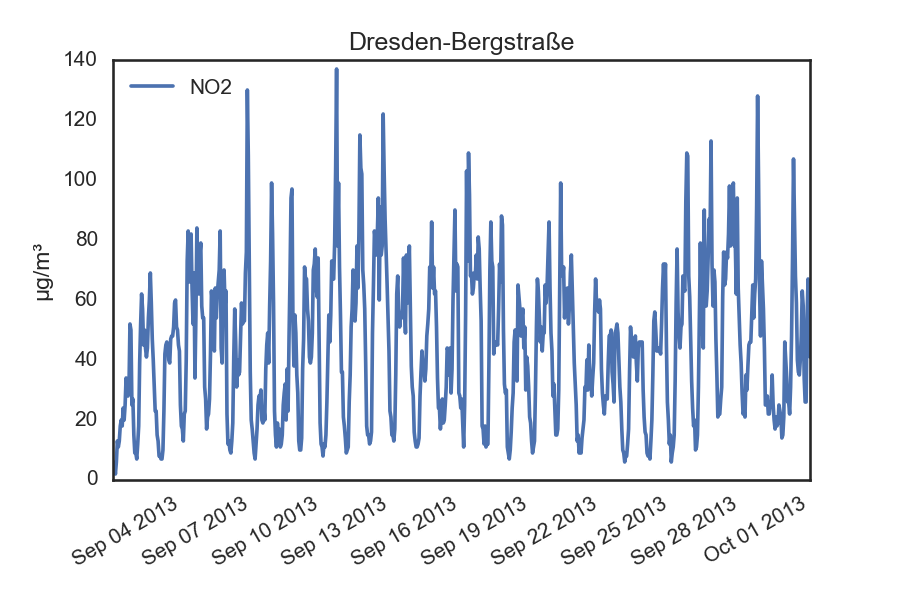 Dresden-Bergstraße
NO2
µg/m³
140
120
100
80
60
40
20
0
Sep 04 2013
Sep 07 2013
Sep 10 2013
Sep 13 2013
Sep 16 2013
Sep 19 2013
Sep 22 2013
Sep 25 2013
Sep 28 2013
Oct 01 2013